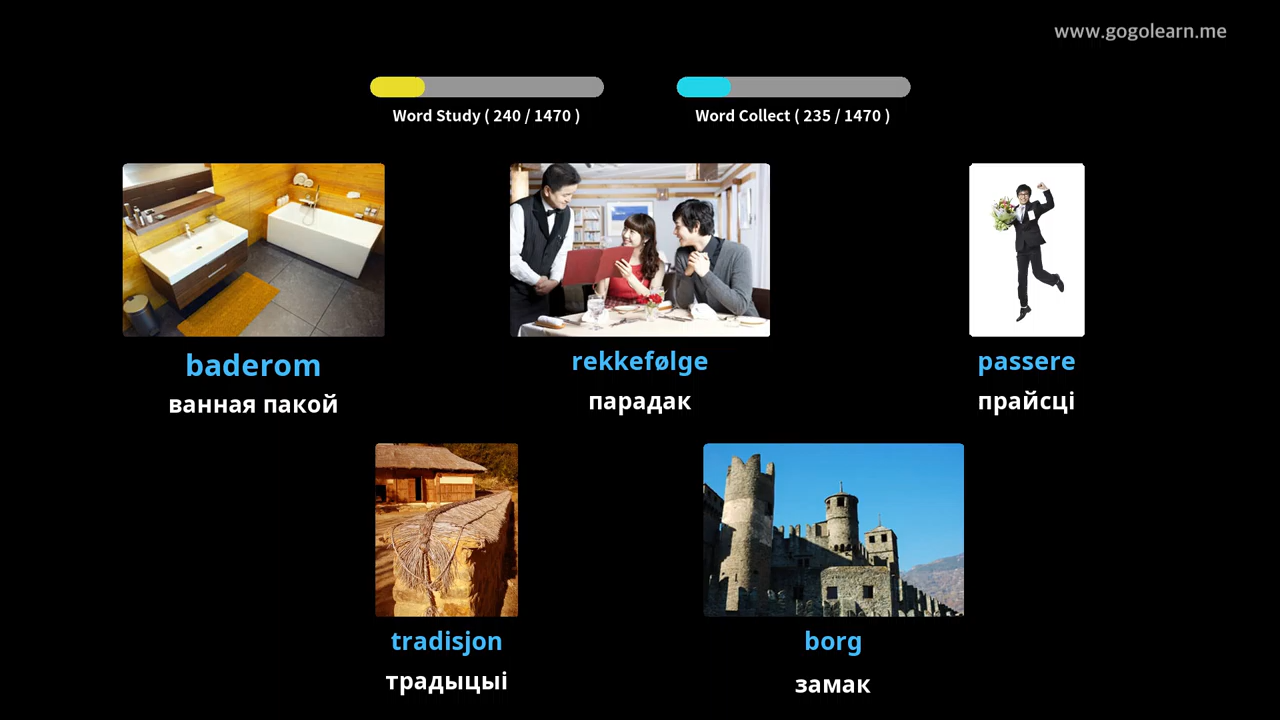 www.gogolearn.me
Word Study ( 240 / 1470 )
Word Collect ( 235 / 1470 )
baderom
ванная пакой
rekkefølge
парадак
passere
прайсці
tradisjon
традыцыі
borg
замак